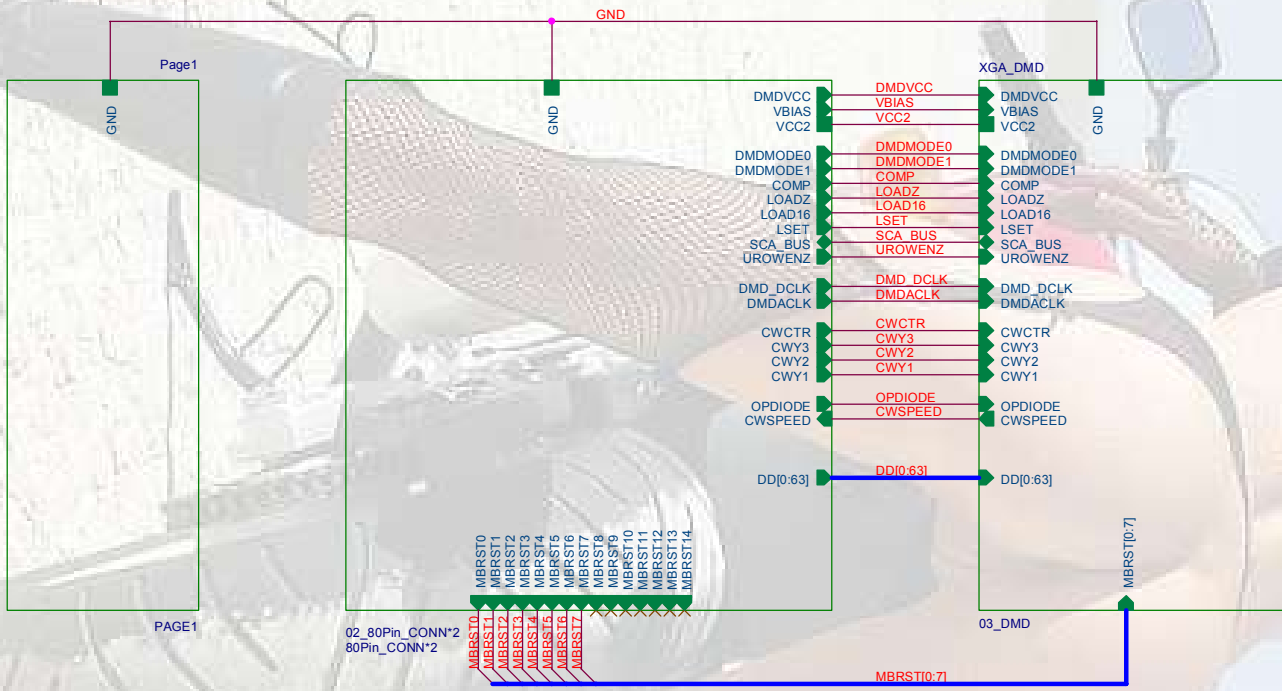 GND
Page1
GND
PAGE1
GND
DMDVCC
VBIAS
VCC2
DMDMODE0
DMDMODE1
COMP
LOADZ
LOAD16
LSET
SCA_BUS
UROWENZ
DMD_DCLK
DMDACLK
CWCTR
CWY3
CWY2
CWY1
OPDIODE
CWSPEED
DD[0:63]
MBRST0
MBRST1
MBRST2
MBRST3
MBRST4
MBRST5
MBRST6
MBRST7
MBRST8
MBRST9
MBRST10
MBRST11
MBRST12
MBRST13
MBRST14
02_80Pin_CONN*2
80Pin_CONN*2
MBRST0
MBRST1
MBRST2
MBRST3
MBRST4
MBRST5
MBRST6
MBRST7
DMDVCC
VBIAS
VCC2
DMDMODE0
DMDMODE1
COMP
LOADZ
LOAD16
LSET
SCA_BUS
UROWENZ
DMD_DCLK
DMDACLK
CWCTR
CWY3
CWY2
CWY1
OPDIODE
CWSPEED
DD[0:63]
XGA_DMD
GND
DMDVCC
VBIAS
VCC2
DMDMODE0
DMDMODE1
COMP
LOADZ
LOAD16
LSET
SCA_BUS
UROWENZ
DMD_DCLK
DMDACLK
CWCTR
CWY3
CWY2
CWY1
OPDIODE
CWSPEED
DD[0:63]
MBRST[0:7]
03_DMD
MBRST[0:7]